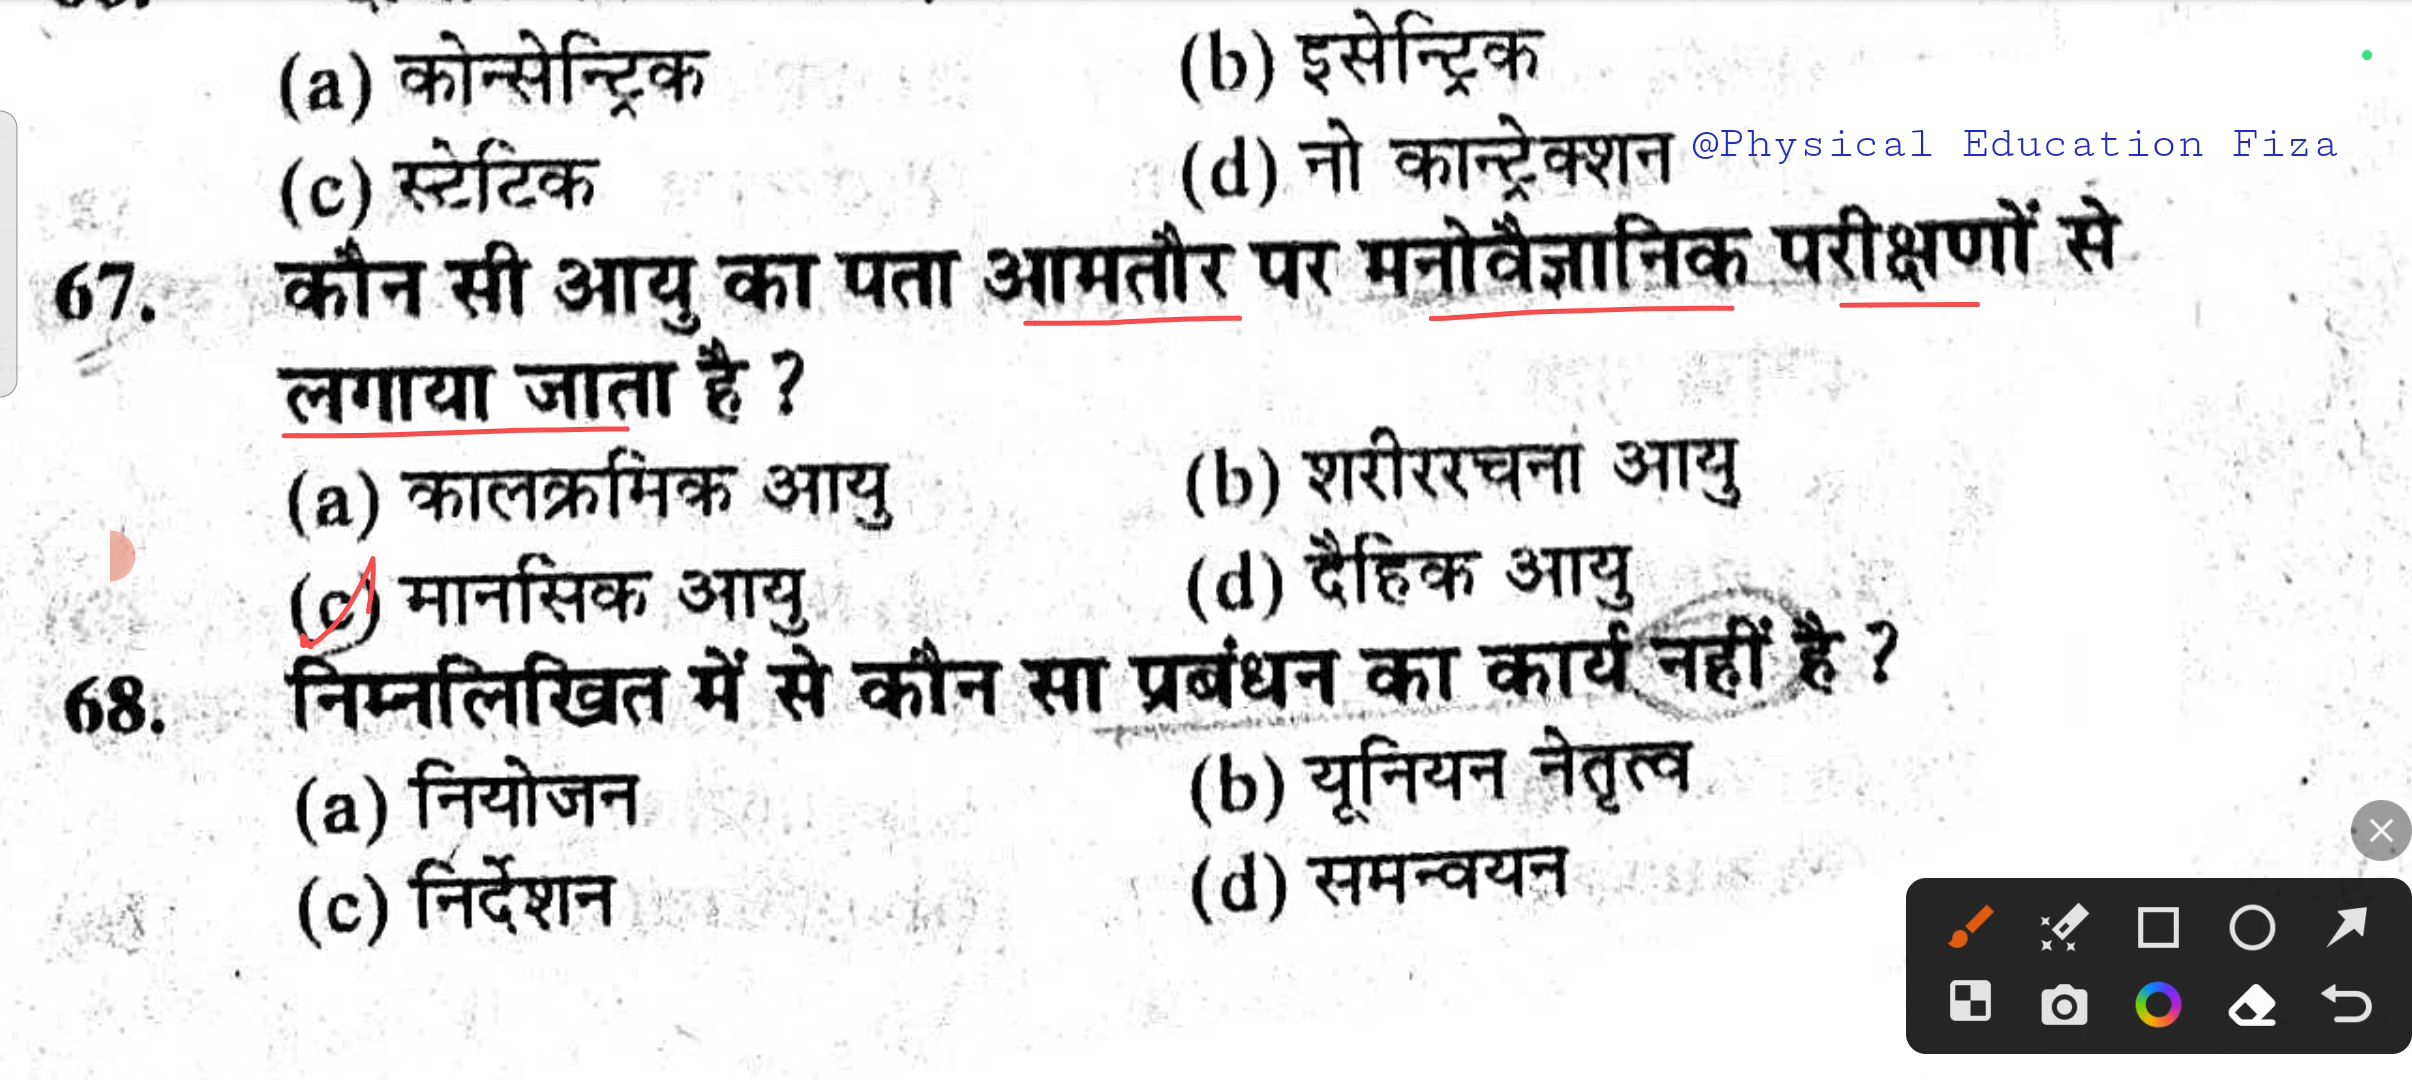 (a) कोन्सेन्ट्रिक (b) इसेन्ट्रिक
(c) स्टेटिक (d) नो कान्ट्रेक्शन @Physical Education Fiza
67. कौन सी आयु का पता आमतौर पर मनोवैज्ञानिक परीक्षणों से
लगाया जाता है ?
(a) कालक्रमिक आयु (b) शरीररचना आयु
(c) मानसिक आयु (d) दैहिक आयु
68. निम्नलिखित में से कौन सा प्रबंधन का कार्य नहीं है ?
(a) नियोजन (b) यूनियन नेतृत्व
(c) निर्देशन (d) समन्वयन